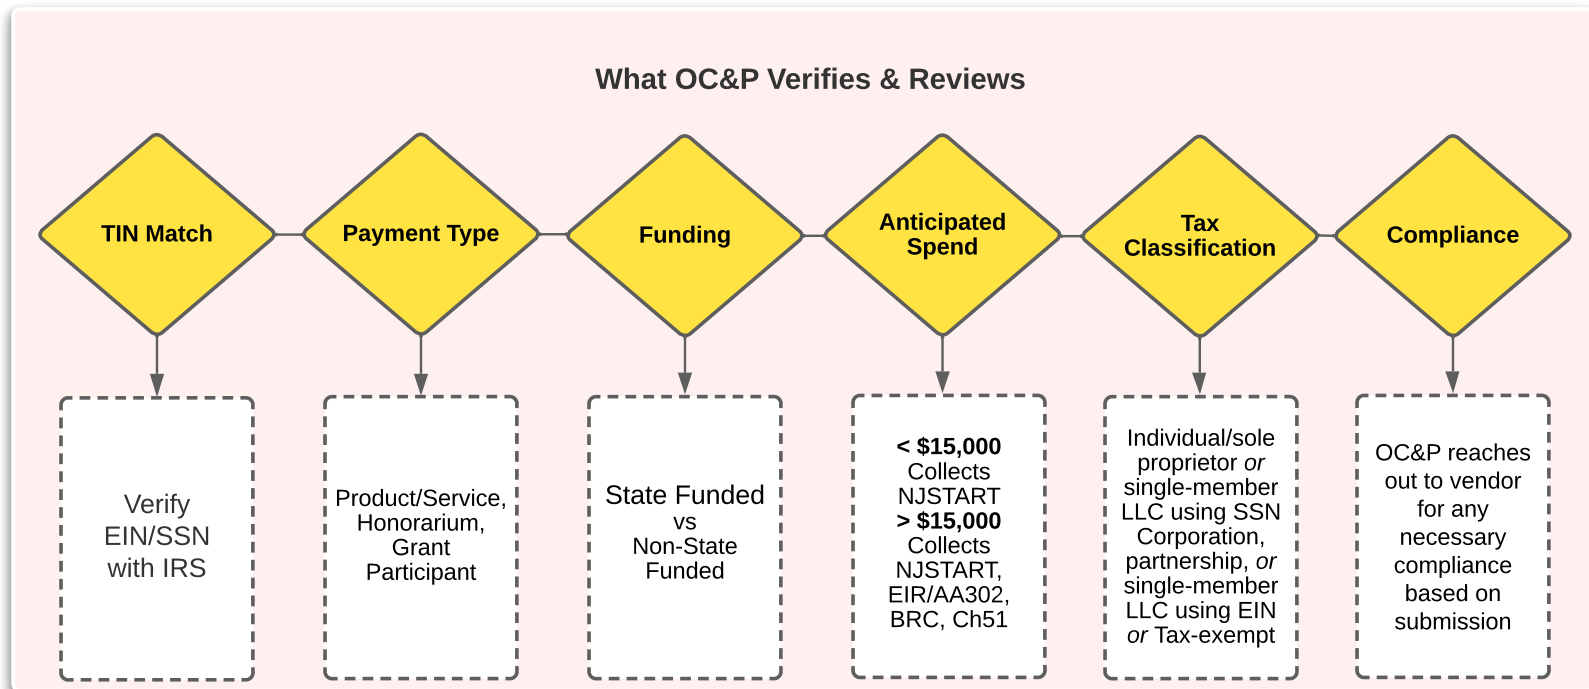 What OC&P Verifies & Reviews
TIN Match
Payment Type
Funding
Anticipated
Spend
Tax
Classification
Compliance
Verify
EIN/SSN
with IRS
Product/Service,
Honorarium,
Grant
Participant
State Funded
vs
Non-State
Funded
< $15,000
Collects
NJSTART
> $15,000
Collects
NJSTART,
EIR/AA302,
BRC, Ch51
Individual/sole
proprietor or
single-member
LLC using SSN
Corporation,
partnership, or
single-member
LLC using EIN
or Tax-exempt
OC&P reaches
out to vendor
for any
necessary
compliance
based on
submission